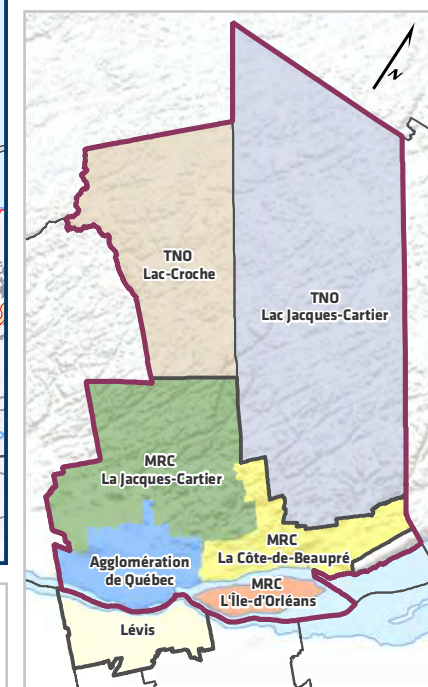 N
TNO
Lac-Croche
TNO
Lac Jacques-Cartier
MRC
La Jacques-Cartier
MRC
La Côte-de-Beaupré
Agglomération
de Québec
MRC
L'Île-d'Orléans
Lévis